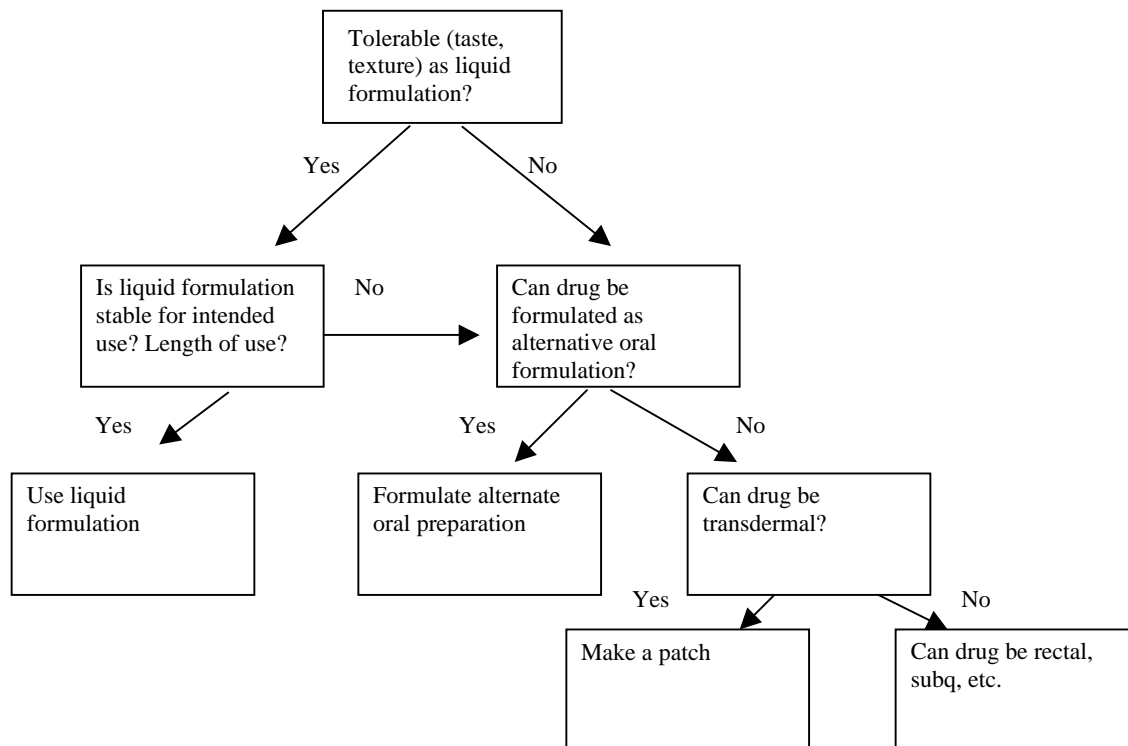 Tolerable (taste,
texture) as liquid
formulation?
Yes
No
Is liquid formulation
stable for intended
use? Length of use?
No
Can drug be
formulated as
alternative oral
formulation?
Yes
Yes
No
Use liquid
formulation
Formulate alternate
oral preparation
Can drug be
transdermal?
Yes
No
Make a patch
Can drug be rectal,
subq, etc.